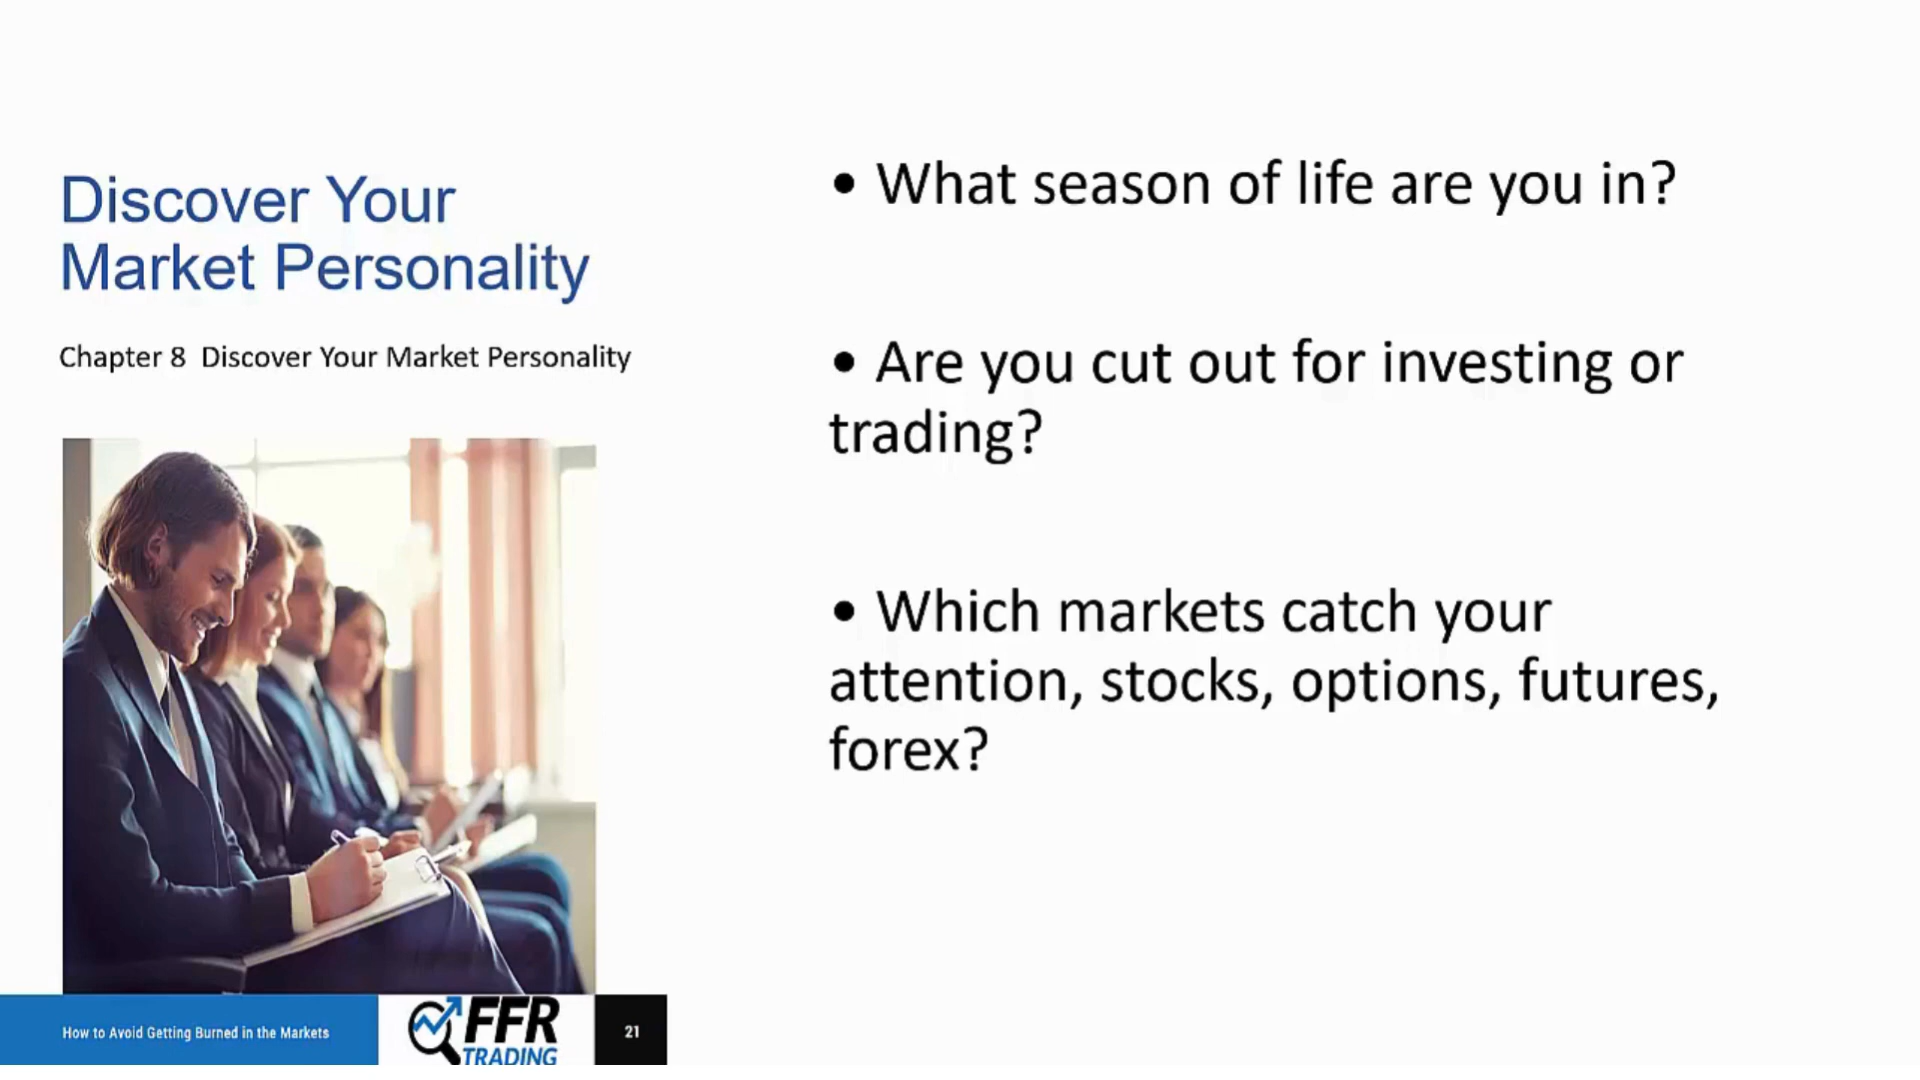 Discover Your
Market Personality
Chapter 8  Discover Your Market Personality
• What season of life are you in?
• Are you cut out for investing or
trading?
• Which markets catch your
attention, stocks, options, futures,
forex?
How to Avoid Getting Burned in the Markets
FFR
TRADING
21